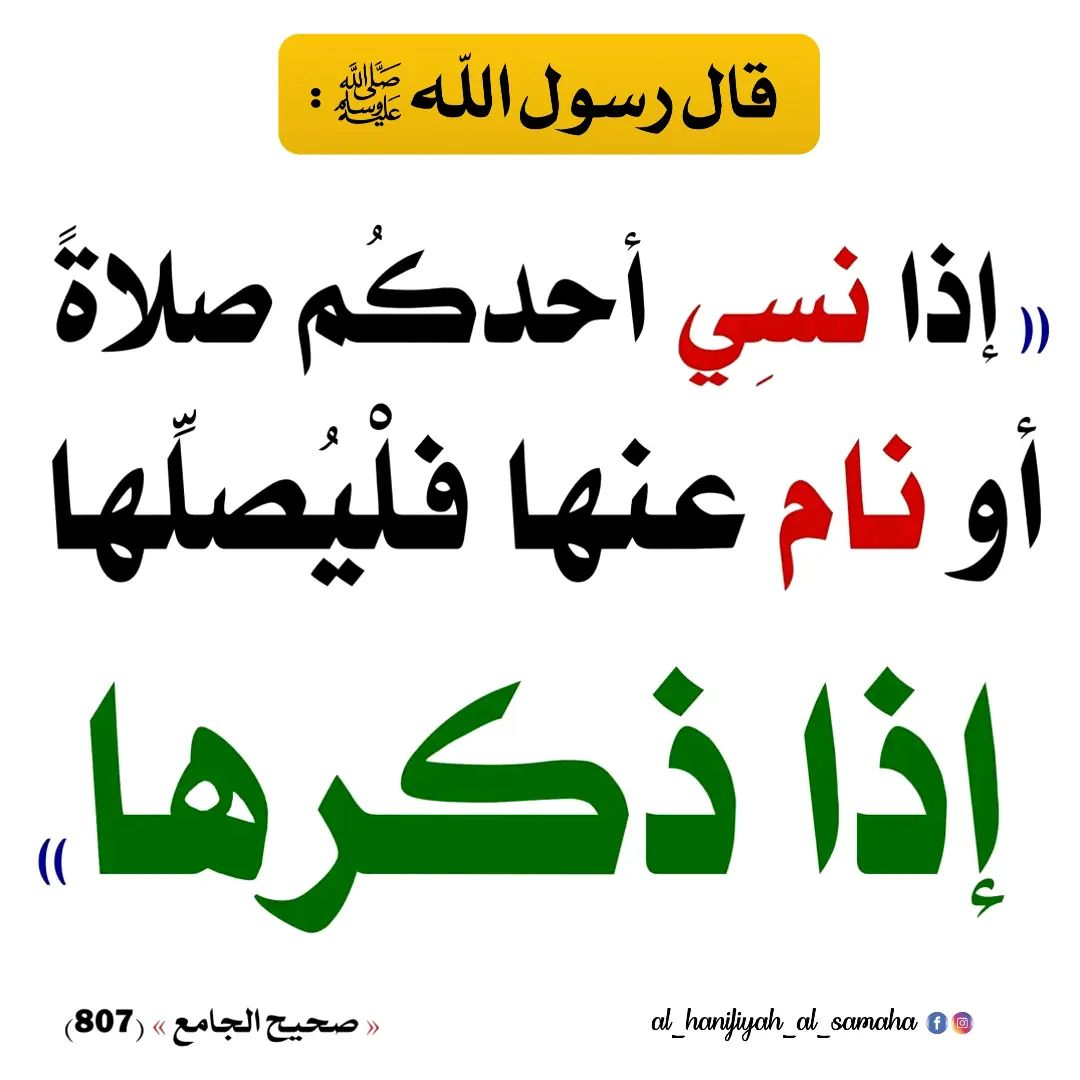 قال رسول الله ﷺ :
(( إذا نسِي أحدكُم صلاةً
أو نام عنها فلْيُصلِّها
إذا ذكرها ))
« صحيح الجامع » (807)
al_hanifiyah_al_samaha